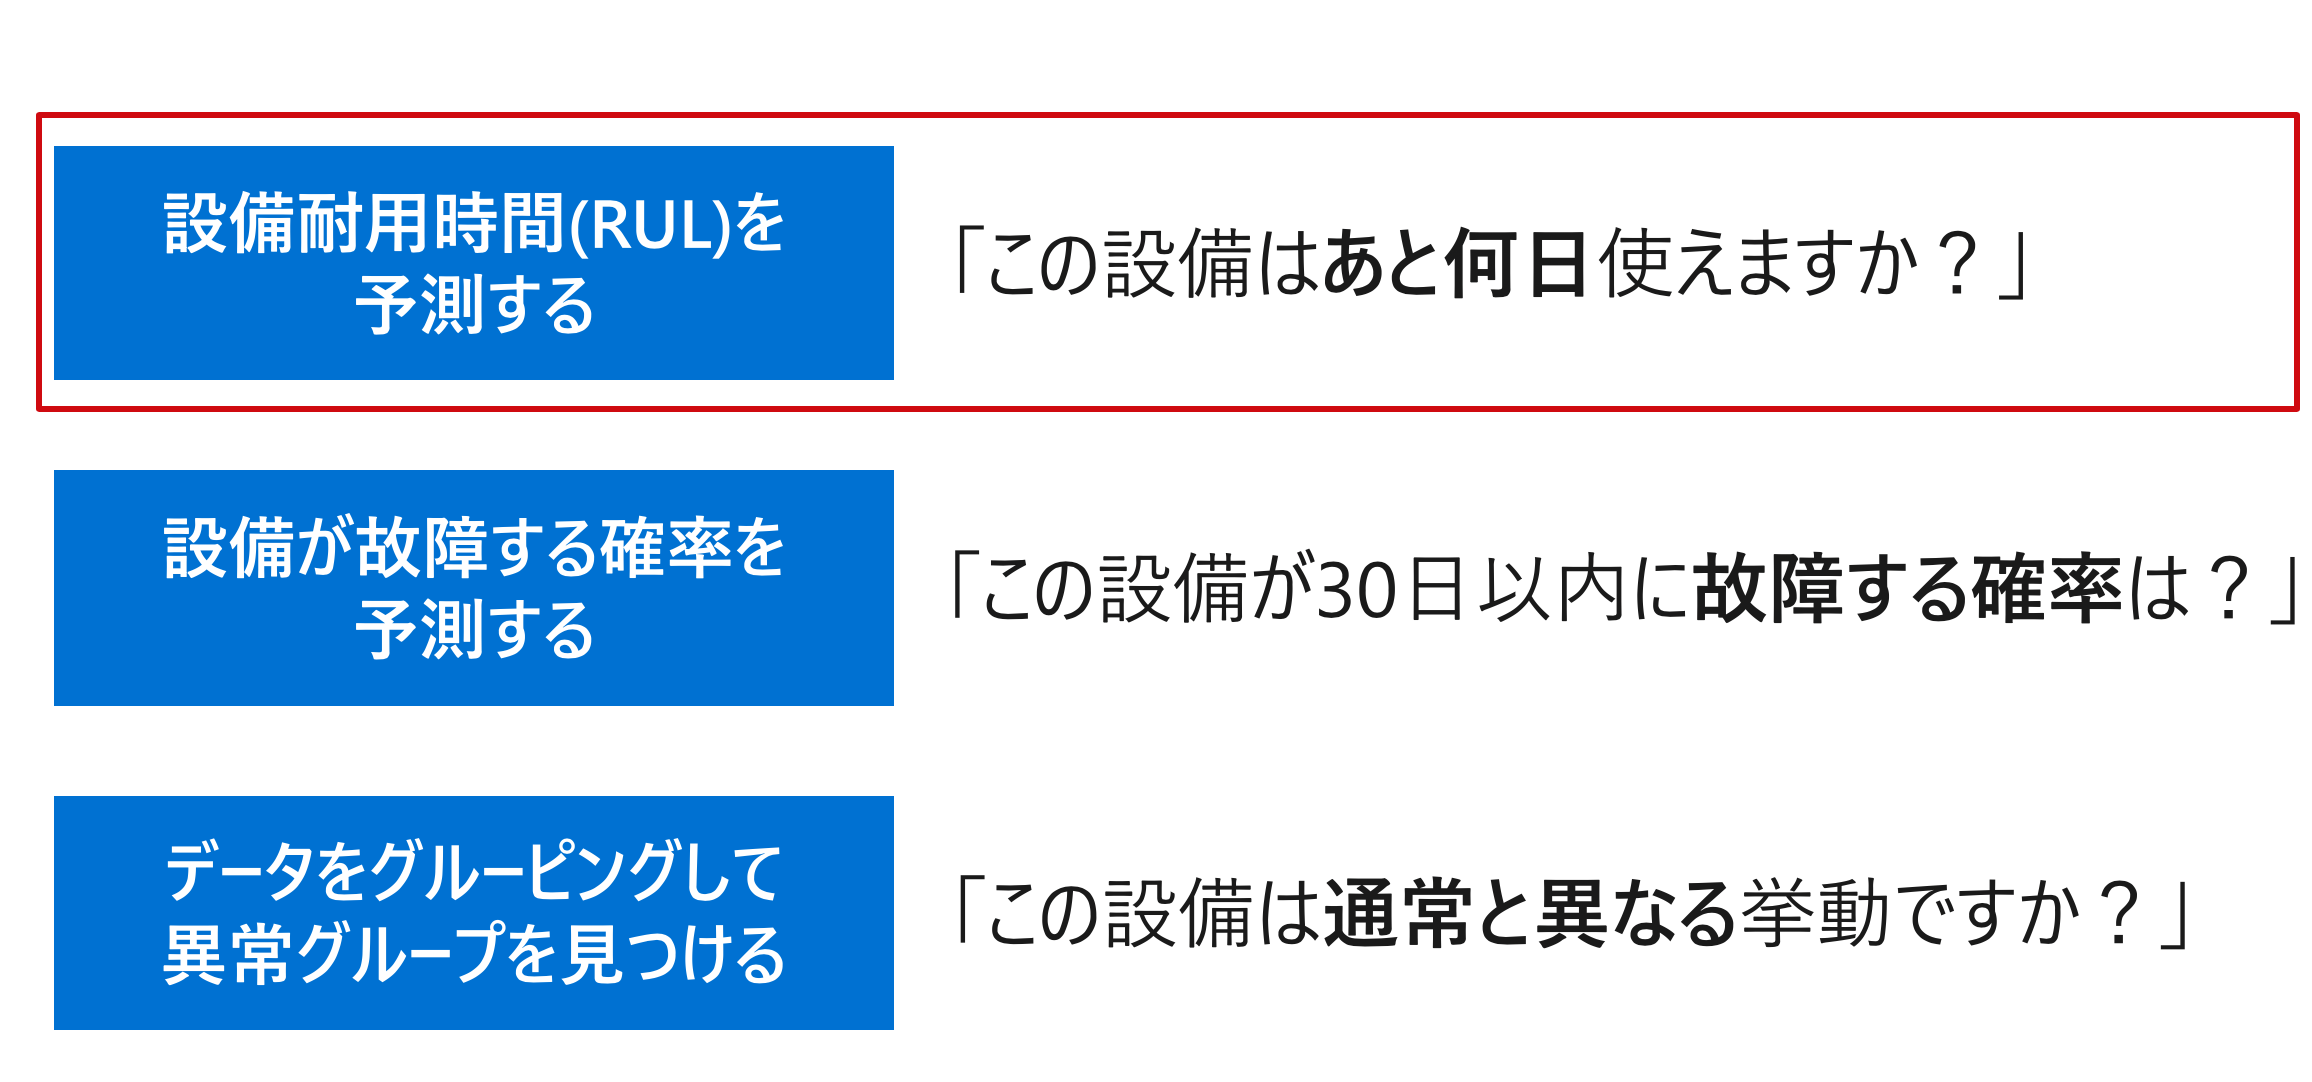 設備耐用時間(RUL)を
予測する
「この設備はあと何日使えますか？」
設備が故障する確率を
予測する
「この設備が30日以内に故障する確率は？」
データをグルーピングして
異常グループを見つける
「この設備は通常と異なる挙動ですか？」